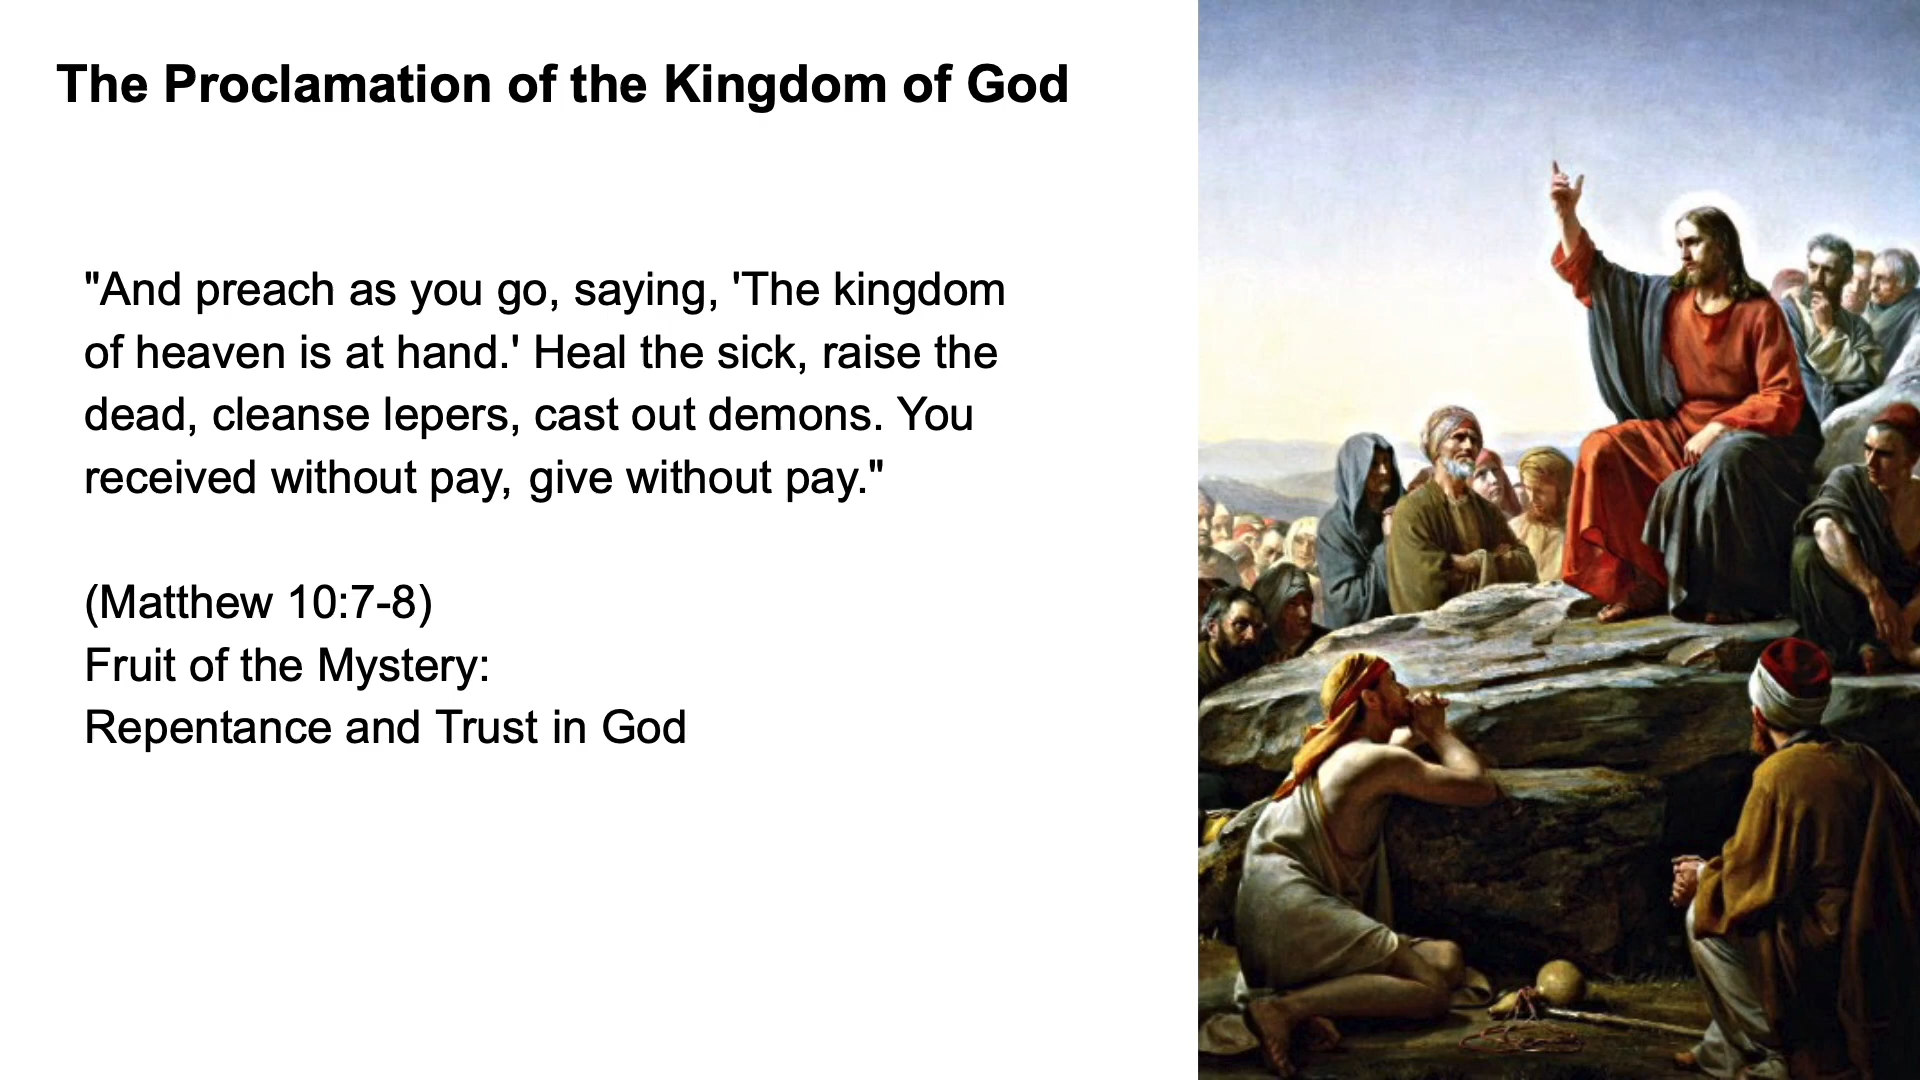 The Proclamation of the Kingdom of God
"And preach as you go, saying, 'The kingdom
of heaven is at hand.' Heal the sick, raise the
dead, cleanse lepers, cast out demons. You
received without pay, give without pay."
(Matthew 10:7-8)
Fruit of the Mystery:
Repentance and Trust in God